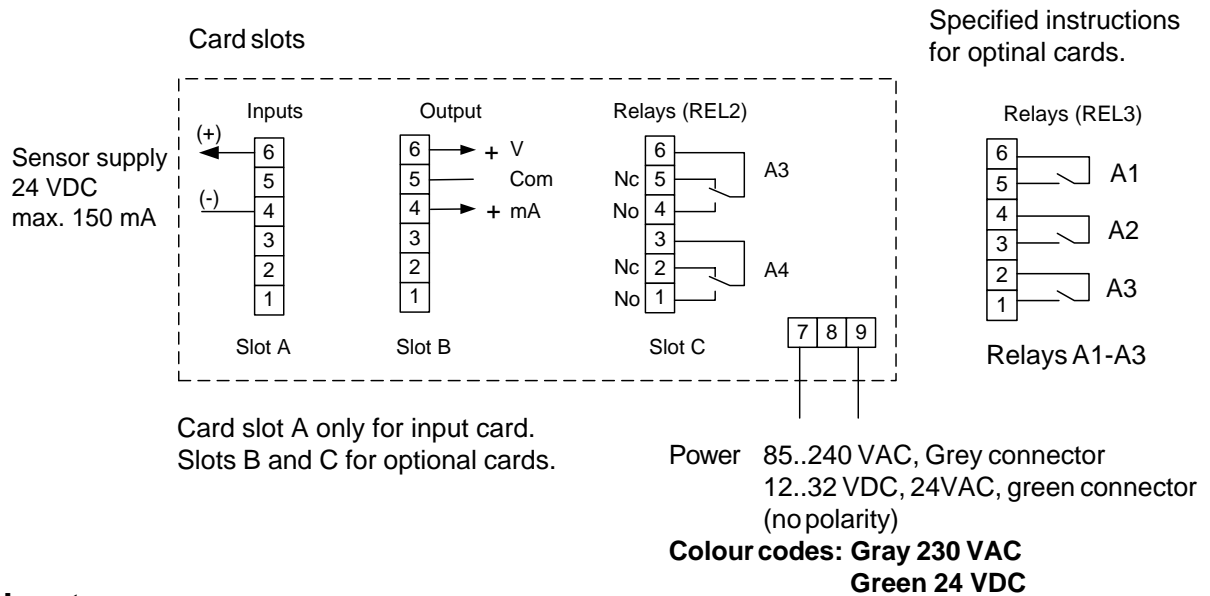 Specified instructions
for optinal cards.
Card slots
Inputs
Output
Relays (REL2)
Relays (REL3)
Sensor supply
24 VDC
max. 150 mA
(+)
(-)
6
5
4
3
2
1
6
5
4
3
2
1
+ V
Com
+ mA
Nc
No
Nc
No
6
5
4
3
2
1
A3
A4
6
5
4
3
2
1
A1
A2
A3
7 8 9
Slot A
Slot B
Slot C
Relays A1-A3
Card slot A only for input card.
Slots B and C for optional cards.
Power 85..240 VAC, Grey connector
12..32 VDC, 24VAC, green connector
(no polarity)
Colour codes: Gray 230 VAC
Green 24 VDC